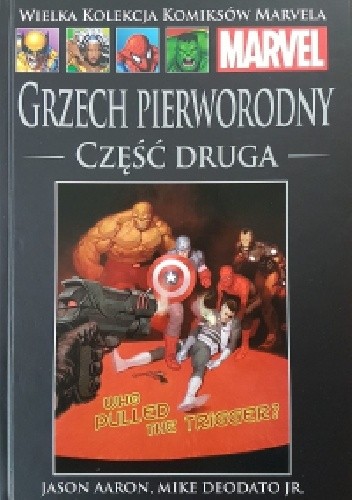 WIELKA KOLEKCJA KOMIKSÓW MARVELA
MARVEL
GRZECH PIERWORODNY
CZĘŚĆ DRUGA
WHO
PULLED
THE TRIGGER?
JASON AARON, MIKE DEODATO JR.